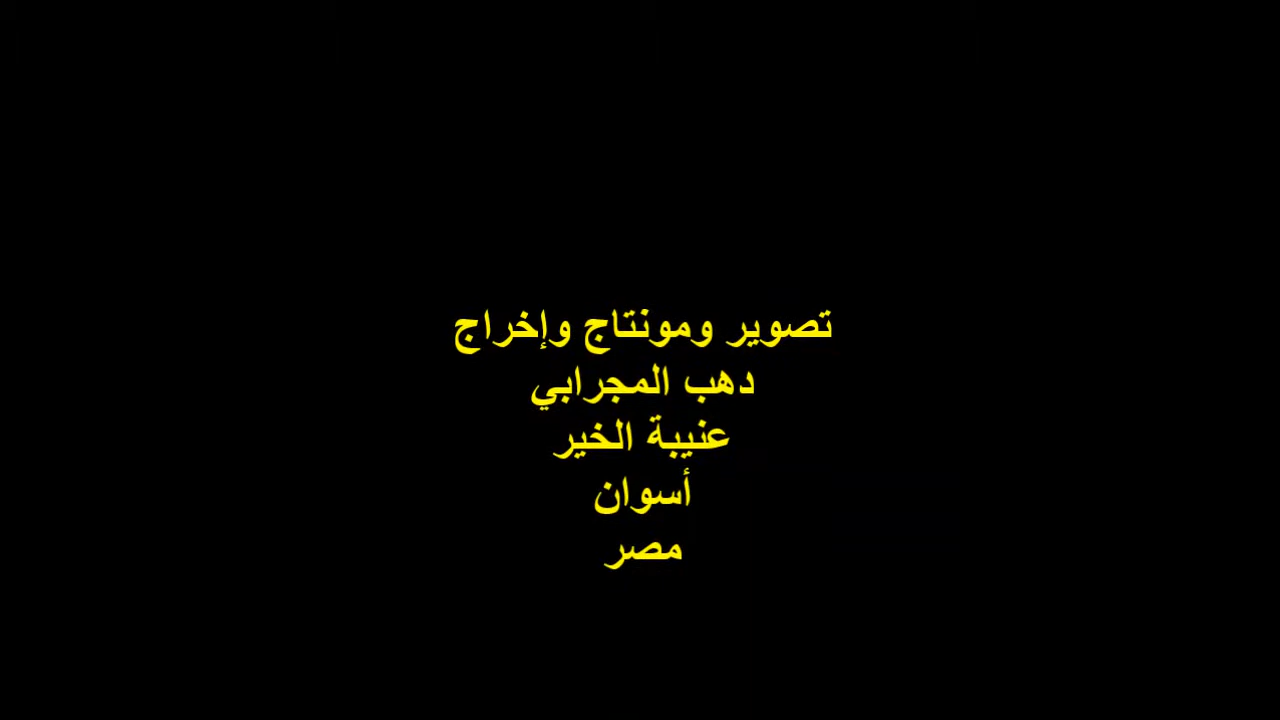 تصوير ومونتاج وإخراج
دهب المجرابي
عنيبة الخير
أسوان
مصر